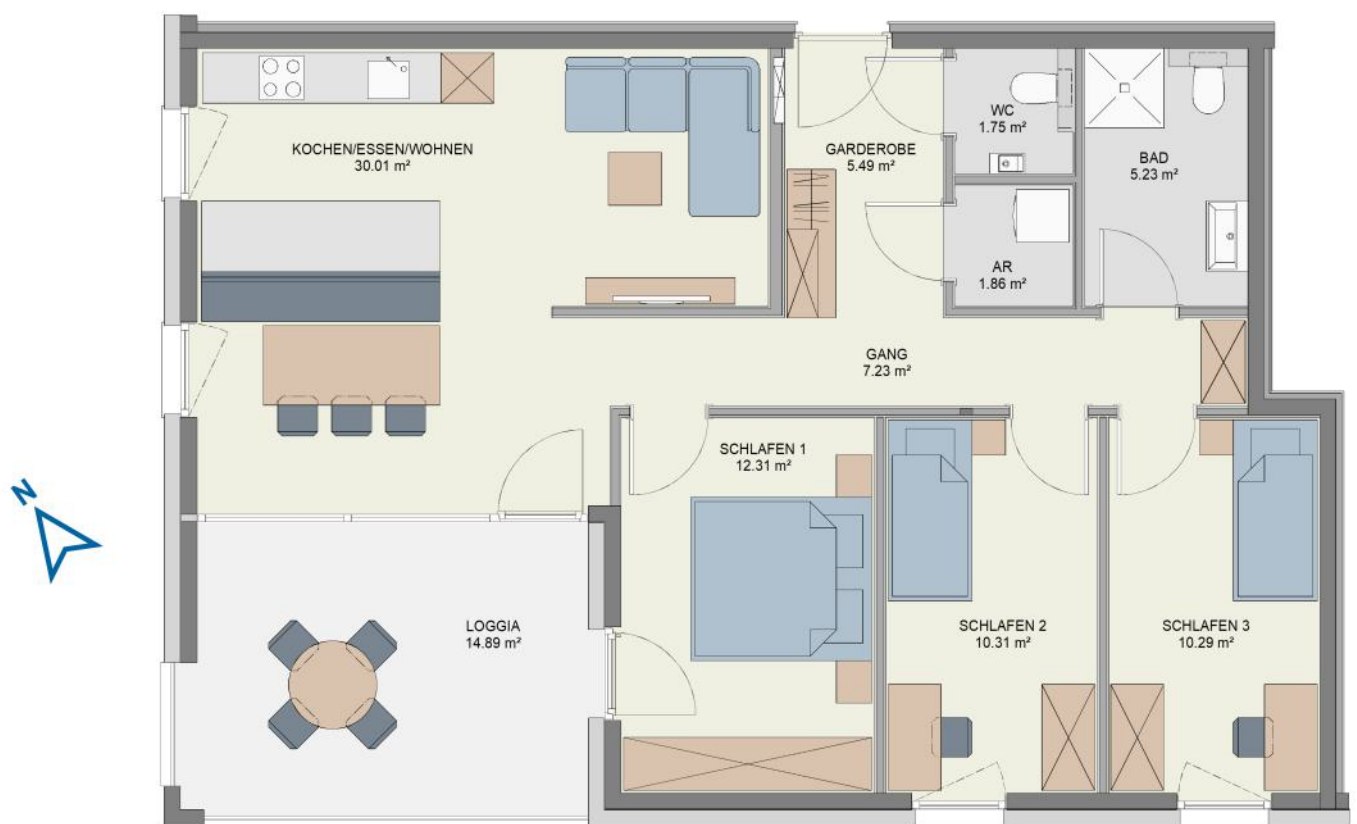 KOCHEN/ESSEN/WOHNEN
30.01 m²
GARDEROBE
5.49 m²
WC
1.75 m²
BAD
5.23 m²
AR
1.86 m²
GANG
7.23 m²
SCHLAFEN 1
12.31 m²
N
LOGGIA
14.89 m²
SCHLAFEN 2
10.31 m²
SCHLAFEN 3
10.29 m²